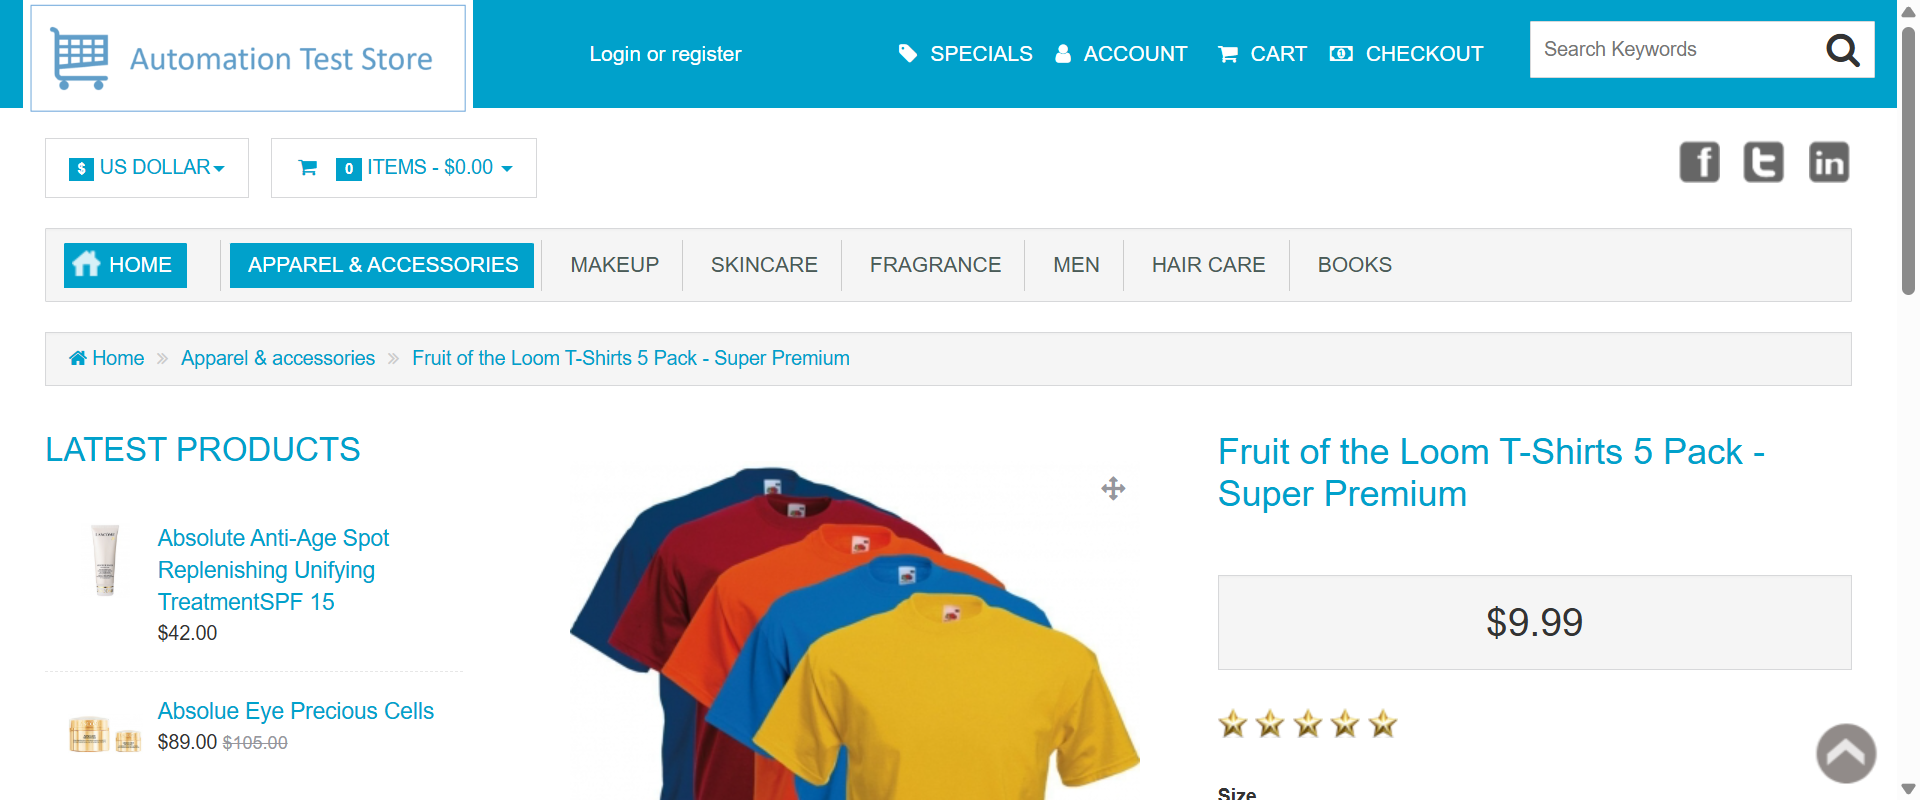 Automation Test Store
Login or register
SPECIALS
ACCOUNT
CART
CHECKOUT
Search Keywords
$ US DOLLAR
0 ITEMS - $0.00
HOME
APPAREL & ACCESSORIES
MAKEUP
SKINCARE
FRAGRANCE
MEN
HAIR CARE
BOOKS
Home » Apparel & accessories » Fruit of the Loom T-Shirts 5 Pack - Super Premium
LATEST PRODUCTS
Absolute Anti-Age Spot
Replenishing Unifying
TreatmentSPF 15
$42.00
Absolue Eye Precious Cells
$89.00 $105.00
Fruit of the Loom T-Shirts 5 Pack -
Super Premium
$9.99
Size